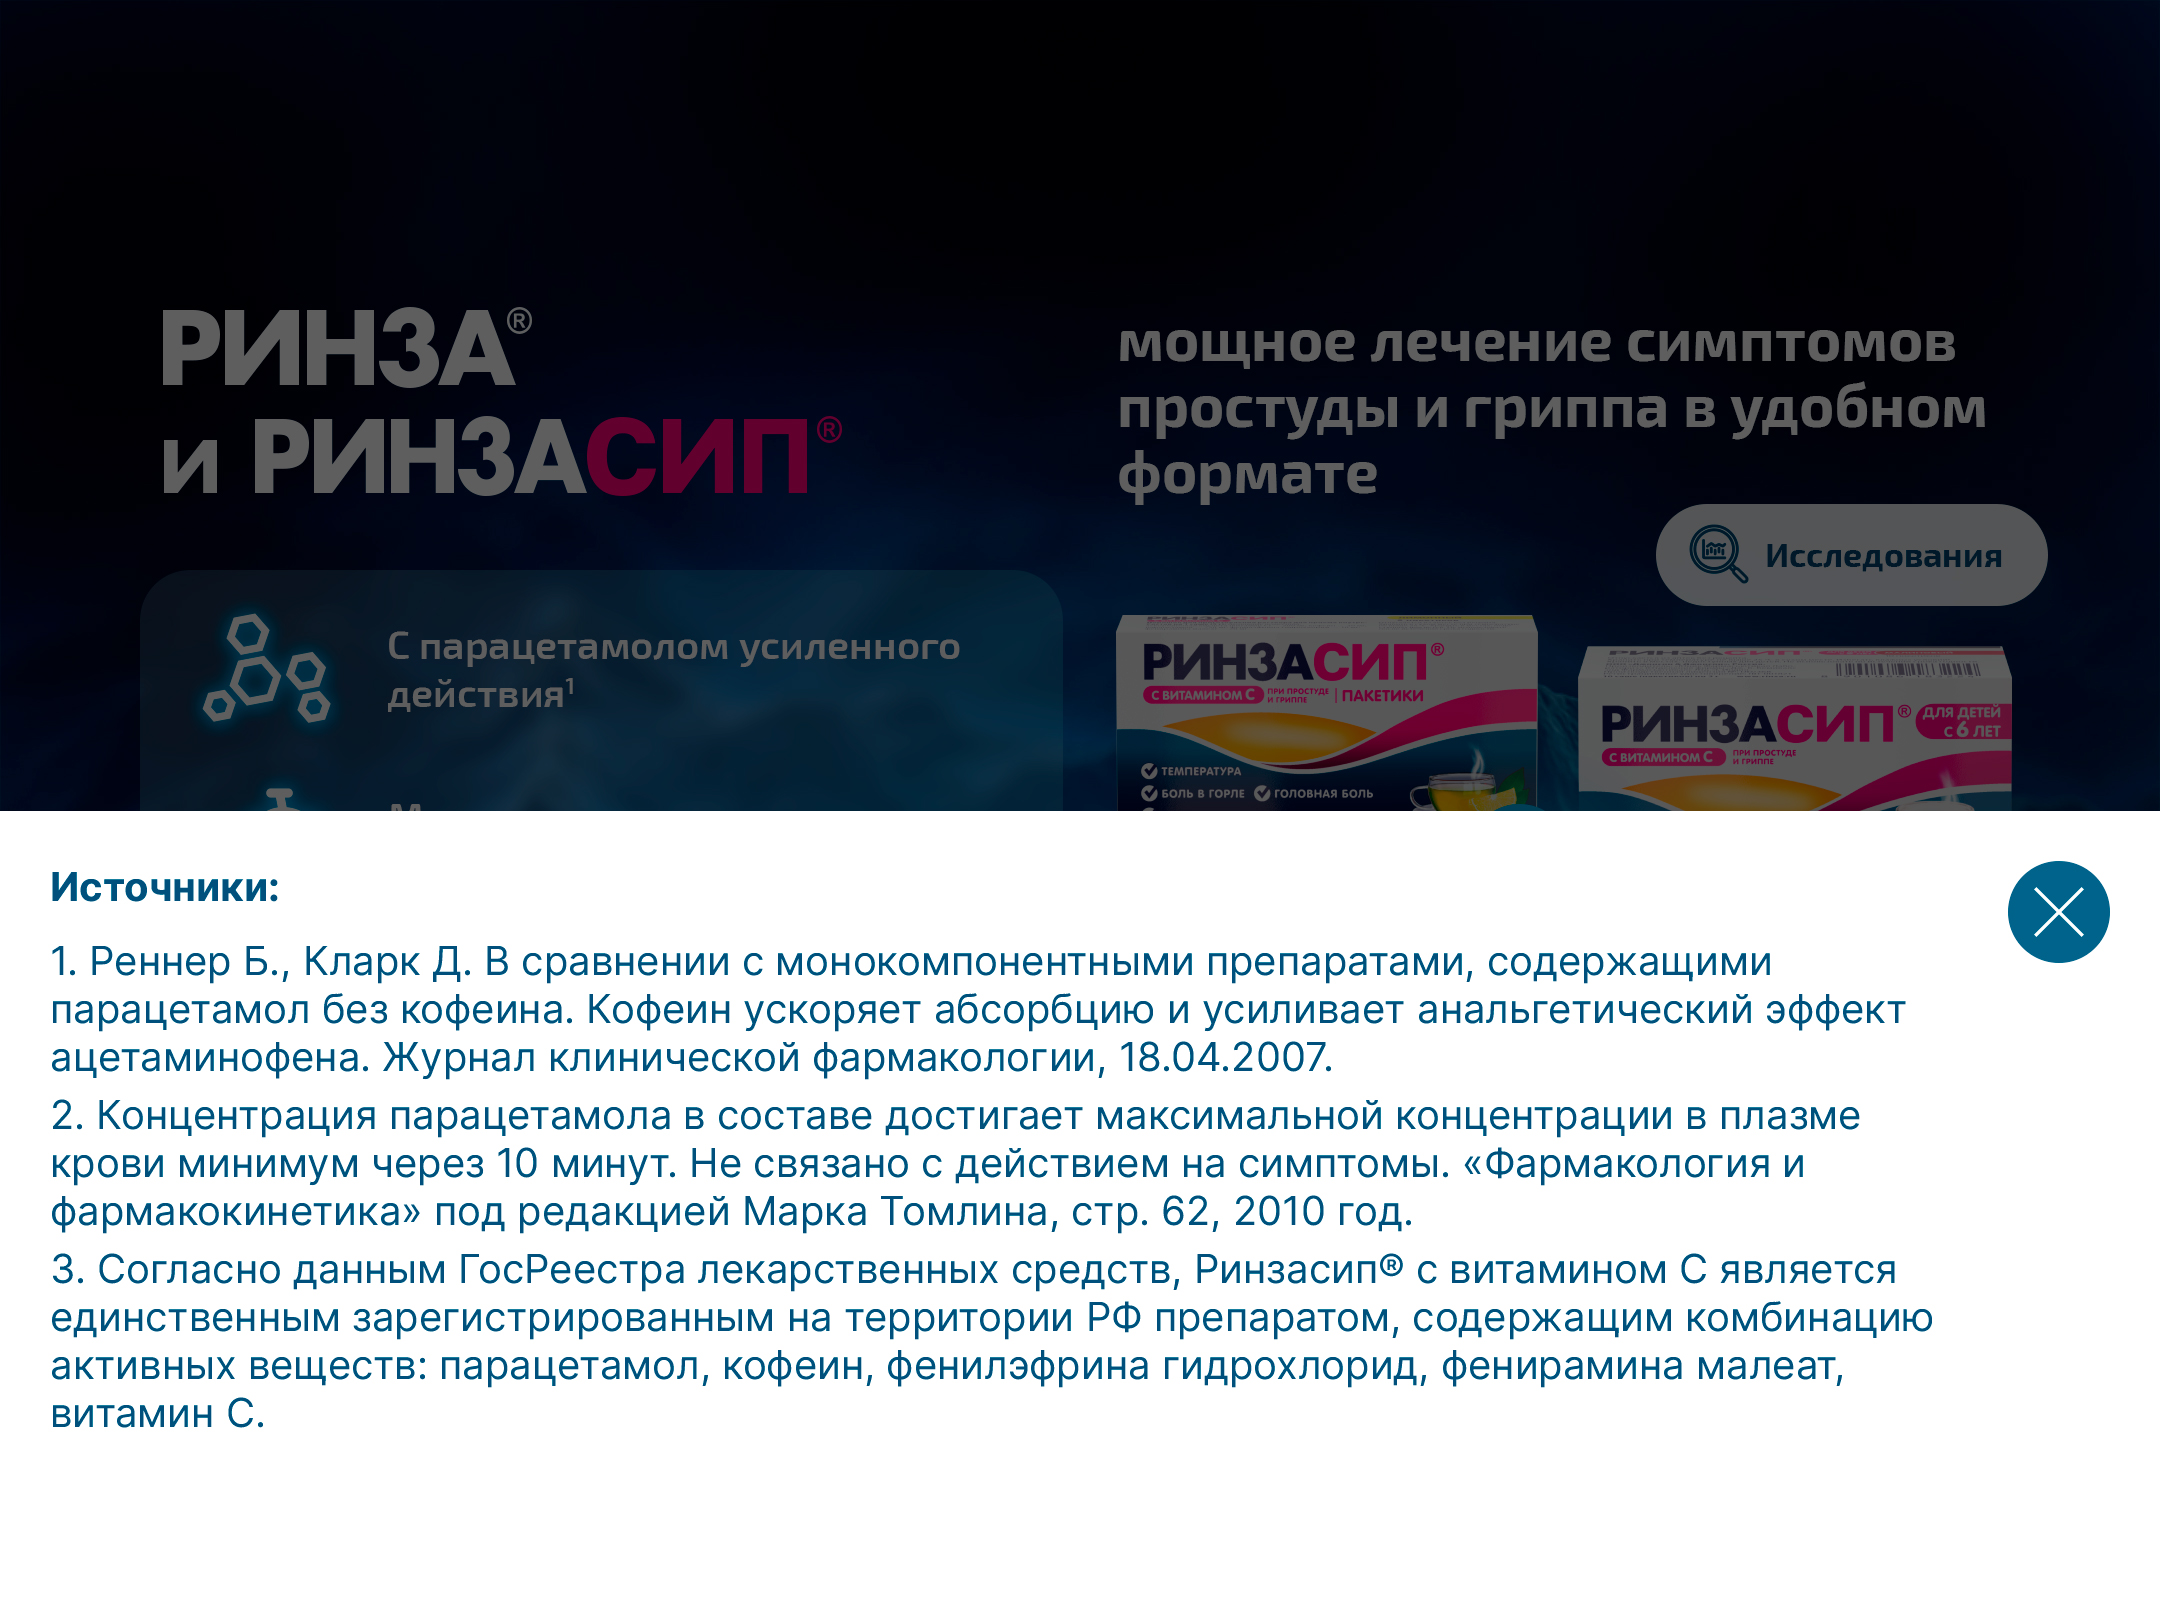 РИНЗА®
и РИНЗАСИП®
мощное лечение симптомов
простуды и гриппа в удобном
формате
Исследования
С парацетамолом усиленного
действия¹
РИНЗАСИП®
С ВИТАМИНОМ С
ПРИ ПРОСТУДЕ
И ГРИППЕ
ПАКЕТИКИ
ТЕМПЕРАТУРА
БОЛЬ В ГОРЛЕ
ГОЛОВНАЯ БОЛЬ
РИНЗАСИП®
ДЛЯ ДЕТЕЙ
С 6 ЛЕТ
С ВИТАМИНОМ С
ПРИ ПРОСТУДЕ
И ГРИППЕ
Источники:
1. Реннер Б., Кларк Д. В сравнении с монокомпонентными препаратами, содержащими
парацетамол без кофеина. Кофеин ускоряет абсорбцию и усиливает анальгетический эффект
ацетаминофена. Журнал клинической фармакологии, 18.04.2007.
2. Концентрация парацетамола в составе достигает максимальной концентрации в плазме
крови минимум через 10 минут. Не связано с действием на симптомы. «Фармакология и
фармакокинетика» под редакцией Марка Томлина, стр. 62, 2010 год.
3. Согласно данным ГосРеестра лекарственных средств, Ринзасип® с витамином С является
единственным зарегистрированным на территории РФ препаратом, содержащим комбинацию
активных веществ: парацетамол, кофеин, фенилэфрина гидрохлорид, фенирамина малеат,
витамин С.